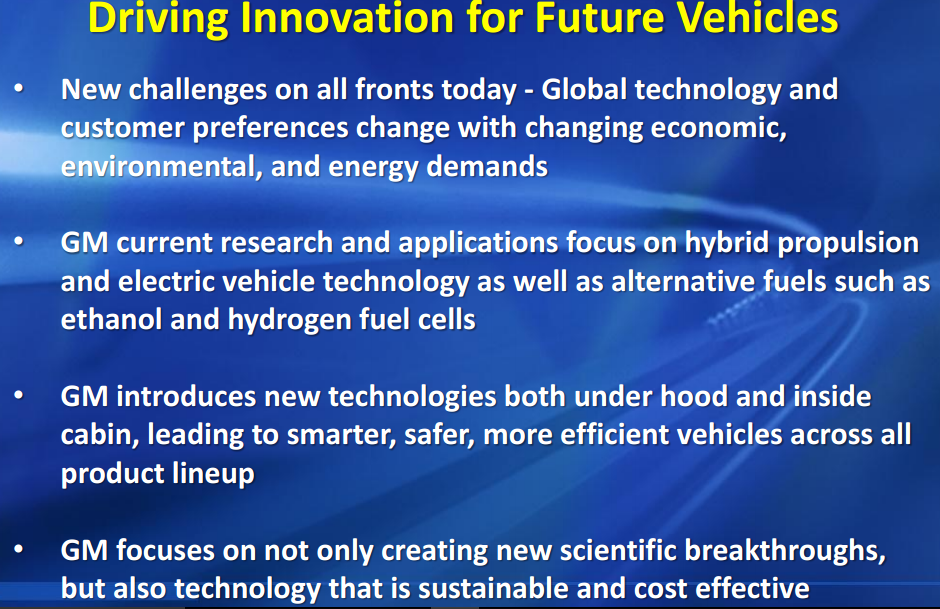 Driving Innovation for Future Vehicles
• New challenges on all fronts today - Global technology and
customer preferences change with changing economic,
environmental, and energy demands
• GM current research and applications focus on hybrid propulsion
and electric vehicle technology as well as alternative fuels such as
ethanol and hydrogen fuel cells
• GM introduces new technologies both under hood and inside
cabin, leading to smarter, safer, more efficient vehicles across all
product lineup
• GM focuses on not only creating new scientific breakthroughs,
but also technology that is sustainable and cost effective